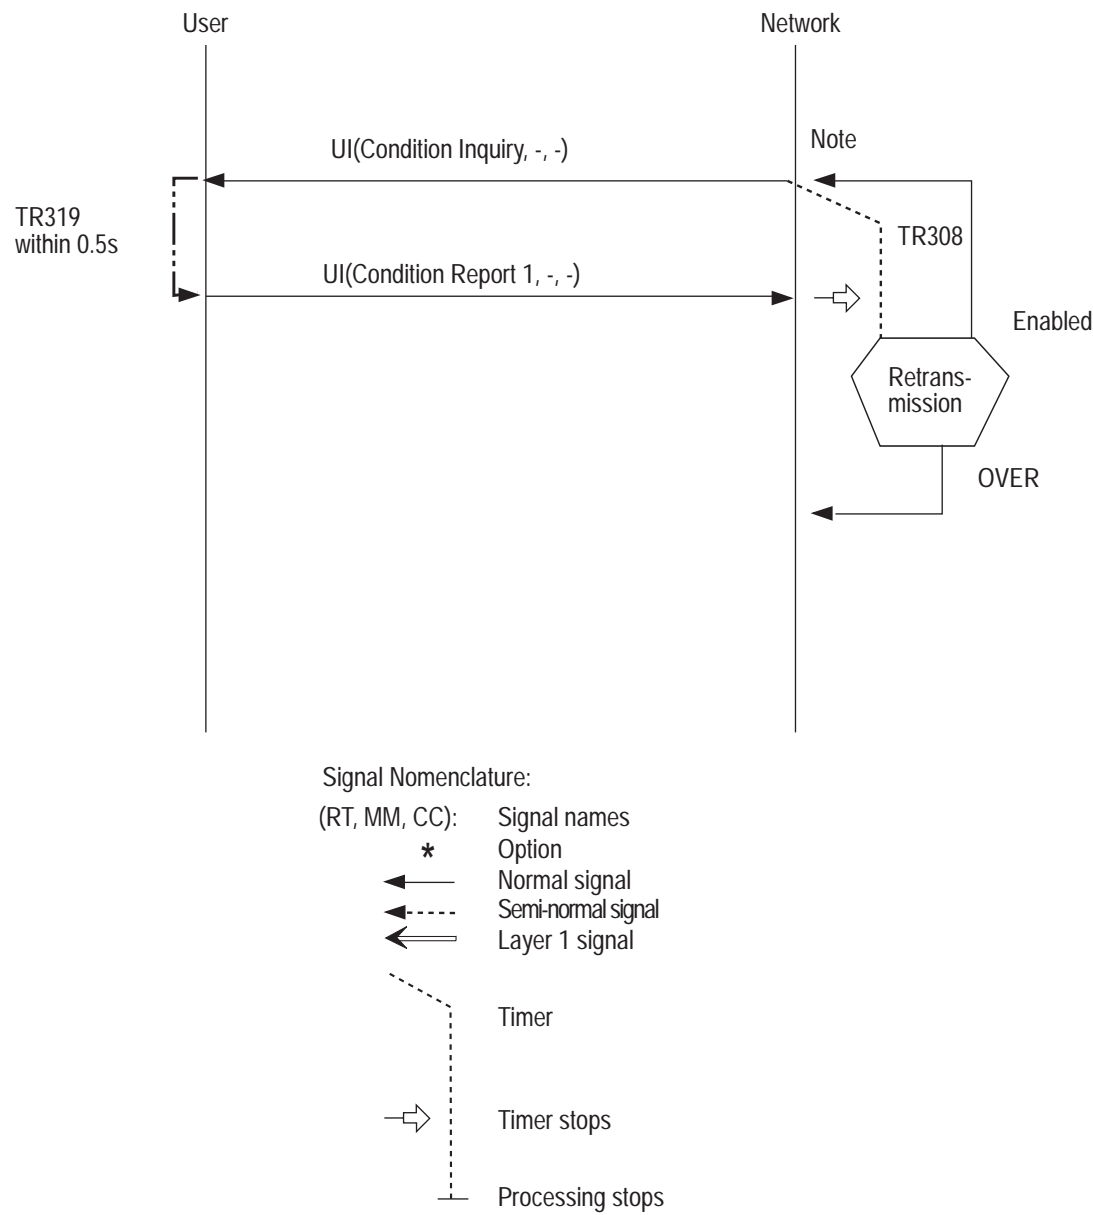 User
Network
Note
UI(Condition Inquiry, -, -)
TR319
within 0.5s
TR308
UI(Condition Report 1, -, -)
Enabled
Retrans-
mission
OVER
Signal Nomenclature:
(RT, MM, CC): Signal names
* Option
Normal signal
Semi-normal signal
Layer 1 signal
Timer
Timer stops
Processing stops